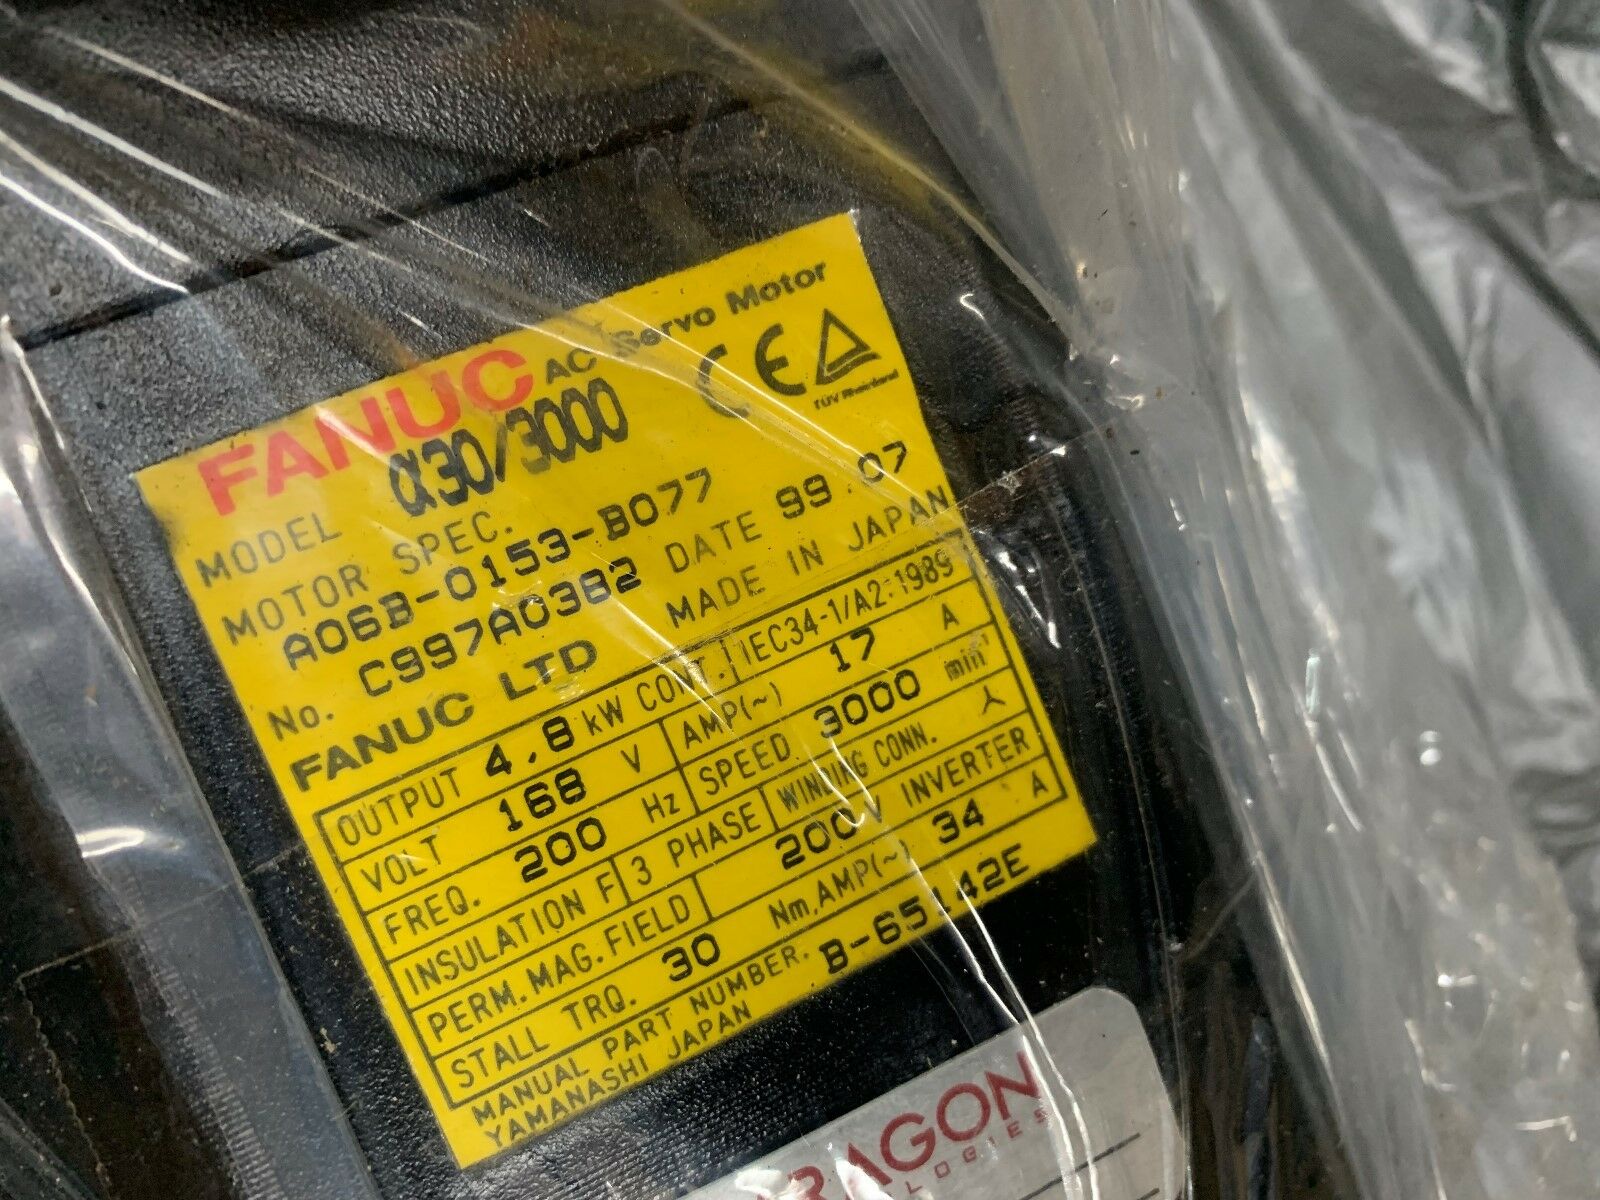 FANUC AC Servo Motor
MODEL α30/3000
CE TÜV Rheinland
MOTOR SPEC.
A06B-0153-B077
No. C997A0382 DATE 99.07
FANUC LTD MADE IN JAPAN
OUTPUT 4,8 kW CONT. IEC34-1/A2:1989
VOLT 168 V AMP(~) 17 A
FREQ. 200 Hz SPEED 3000 min⁻¹
INSULATION F 3 PHASE WINDING CONN. Y
PERM. MAG. FIELD 200V INVERTER
STALL TRQ. 30 Nm, AMP(~) 34 A
MANUAL PART NUMBER. B-65142E
YAMANASHI JAPAN